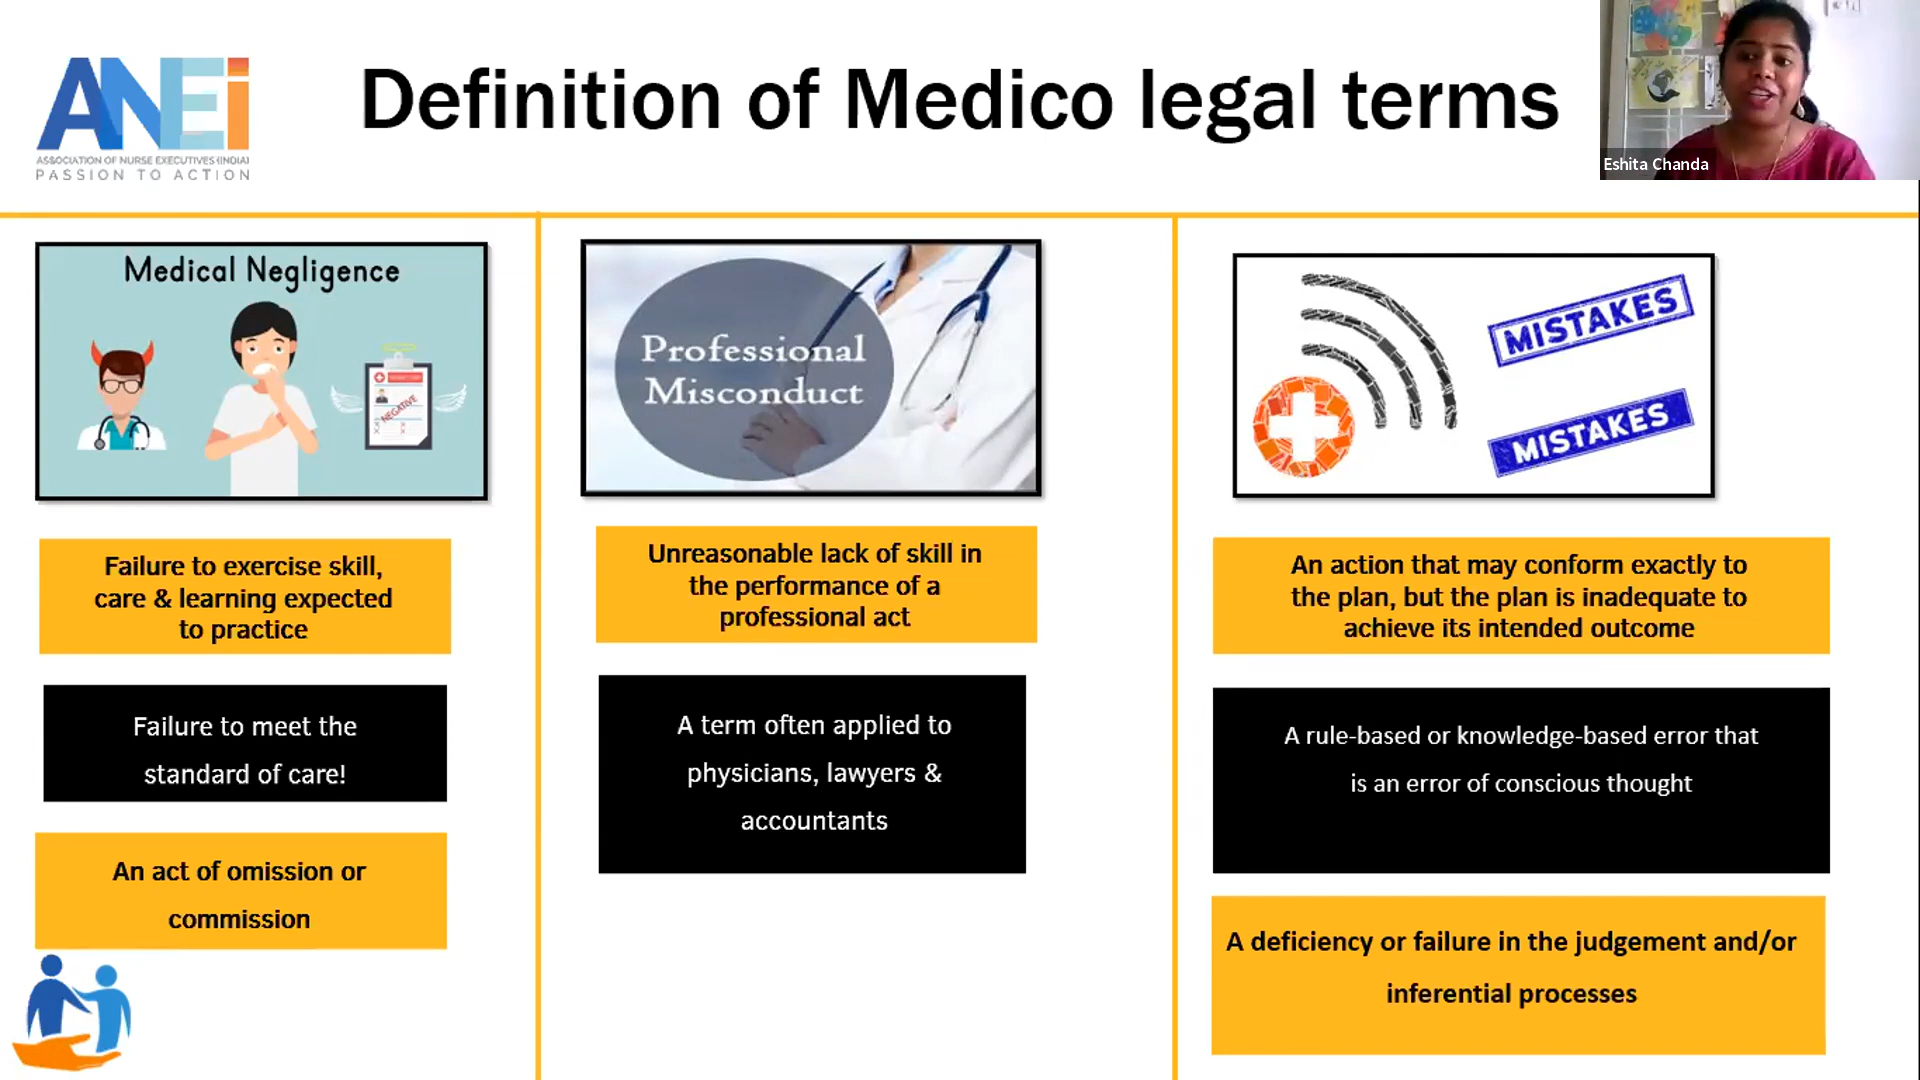 ANEi
ASSOCIATION OF NURSE EXECUTIVES (INDIA)
PASSION TO ACTION
Definition of Medico legal terms
Eshita Chanda
Medical Negligence
NEGATIVE
Failure to exercise skill,
care & learning expected
to practice
Failure to meet the
standard of care!
An act of omission or
commission
Professional
Misconduct
Unreasonable lack of skill in
the performance of a
professional act
A term often applied to
physicians, lawyers &
accountants
MISTAKES
MISTAKES
An action that may conform exactly to
the plan, but the plan is inadequate to
achieve its intended outcome
A rule-based or knowledge-based error that
is an error of conscious thought
A deficiency or failure in the judgement and/or
inferential processes